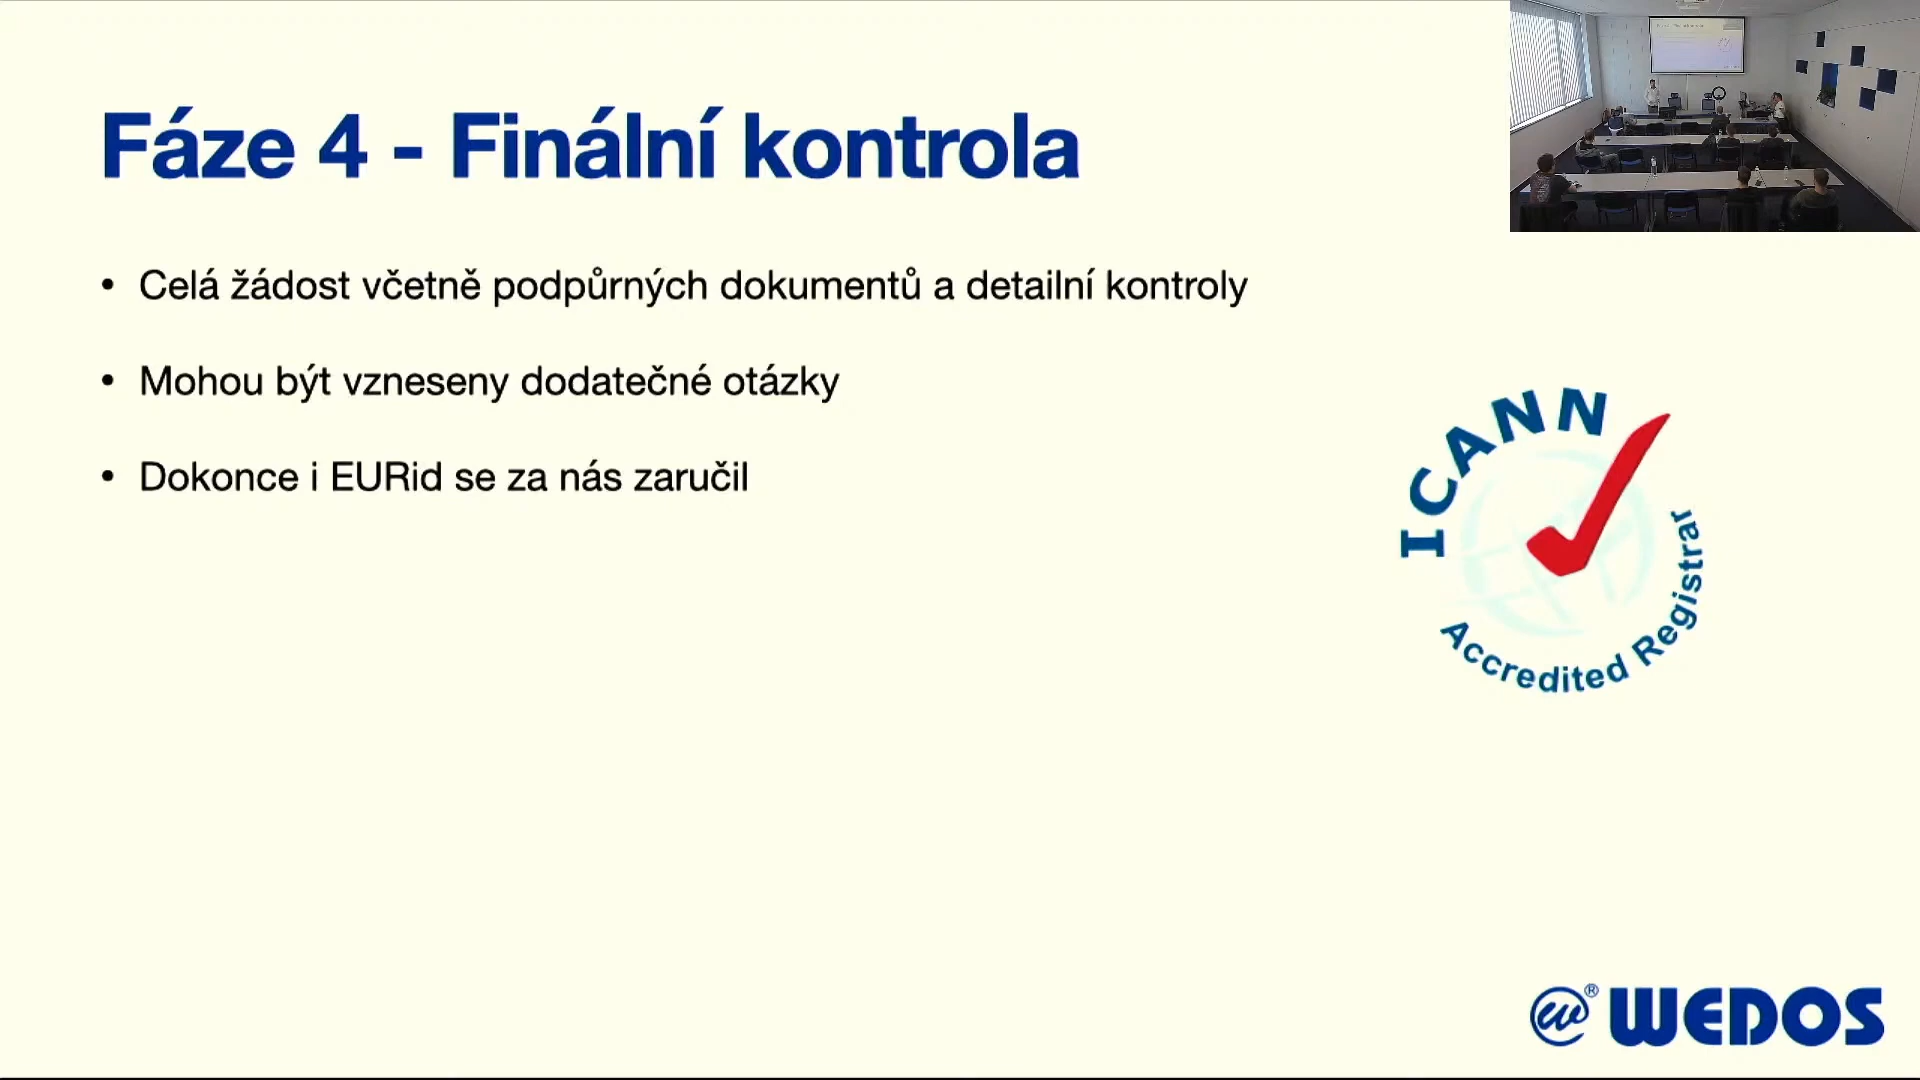 Fáze 4 - Finální kontrola
• Celá žádost včetně podpůrných dokumentů a detailní kontroly
• Mohou být vzneseny dodatečné otázky
• Dokonce i EURid se za nás zaručil
ICANN
Accredited Registrar
@® WEDOS